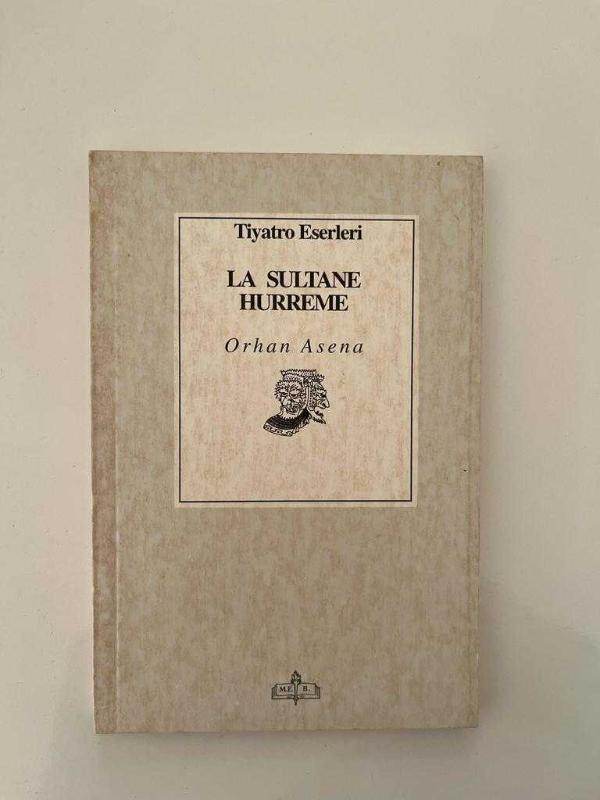 Tiyatro Eserleri
LA SULTANE
HURREME
Orhan Asena
M.E. B.